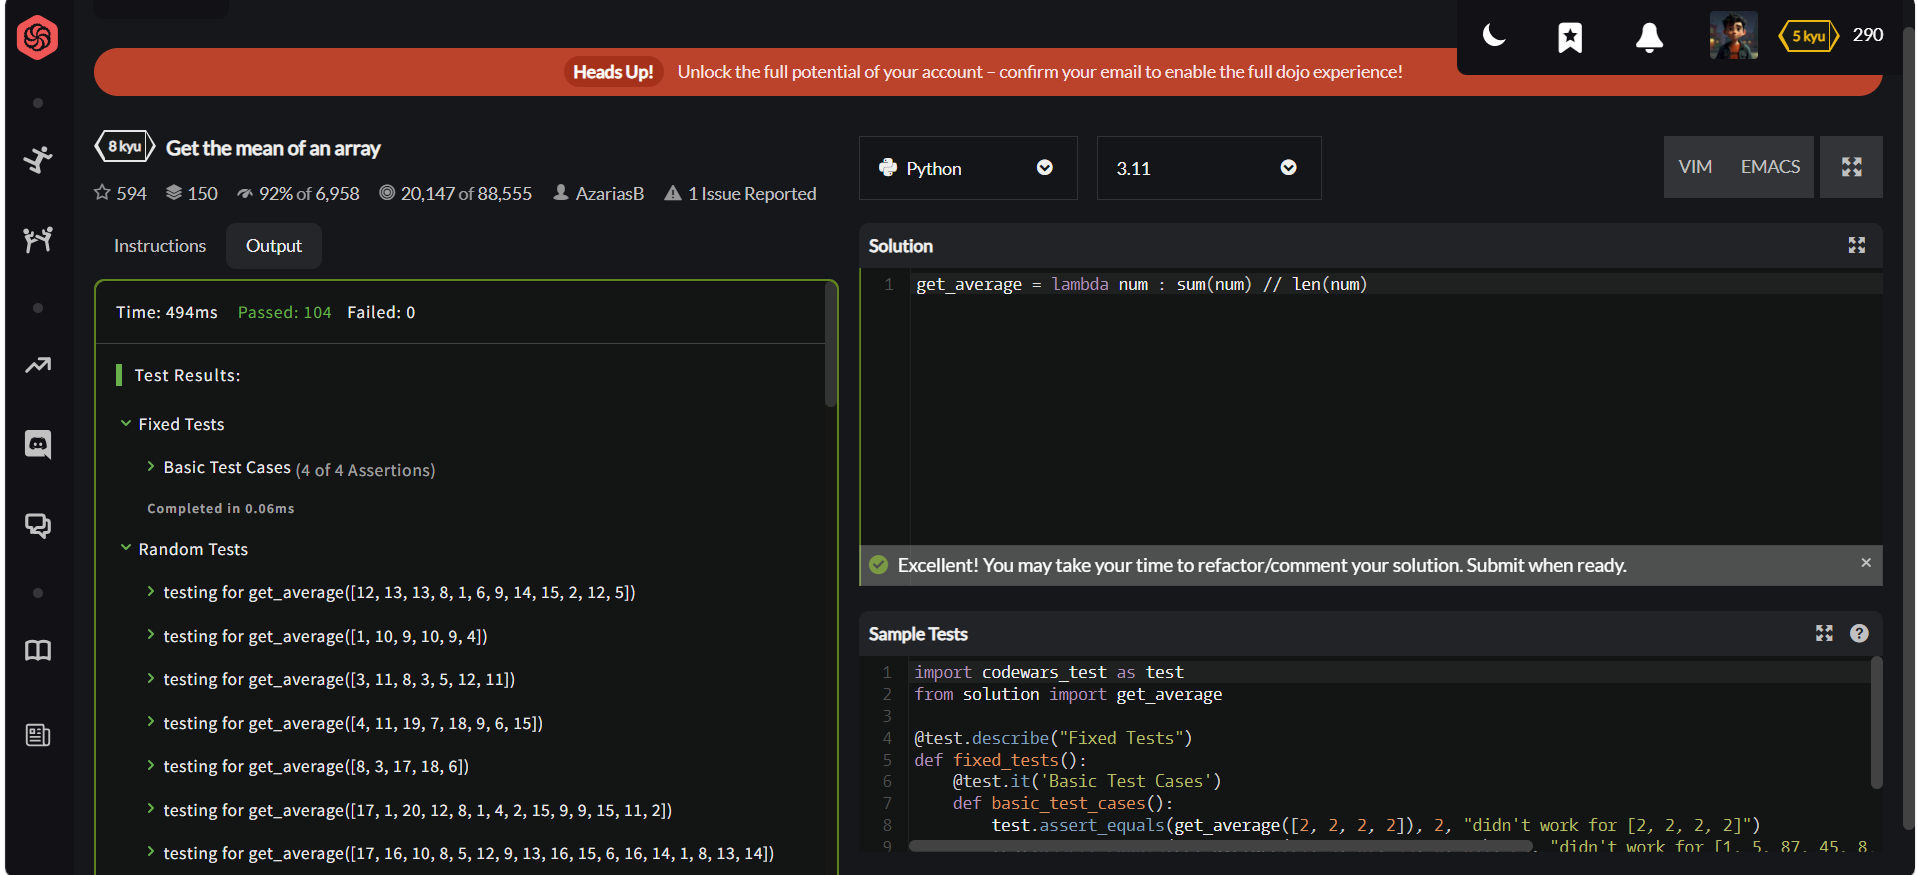 5 kyu 290
Heads Up! Unlock the full potential of your account – confirm your email to enable the full dojo experience!
8 kyu Get the mean of an array
594 150 92% of 6,958 20,147 of 88,555 AzariasB 1 Issue Reported
Python 3.11 VIM EMACS
Instructions Output
Time: 494ms Passed: 104 Failed: 0
Test Results:
Fixed Tests
Basic Test Cases (4 of 4 Assertions)
Completed in 0.06ms
Random Tests
testing for get_average([12, 13, 13, 8, 1, 6, 9, 14, 15, 2, 12, 5])
testing for get_average([1, 10, 9, 10, 9, 4])
testing for get_average([3, 11, 8, 3, 5, 12, 11])
testing for get_average([4, 11, 19, 7, 18, 9, 6, 15])
testing for get_average([8, 3, 17, 18, 6])
testing for get_average([17, 1, 20, 12, 8, 1, 4, 2, 15, 9, 9, 15, 11, 2])
testing for get_average([17, 16, 10, 8, 5, 12, 9, 13, 16, 15, 6, 16, 14, 1, 8, 13, 14])
Solution
1 get_average = lambda num : sum(num) // len(num)
Excellent! You may take your time to refactor/comment your solution. Submit when ready.
Sample Tests
1 import codewars_test as test
2 from solution import get_average
3
4 @test.describe("Fixed Tests")
5 def fixed_tests():
6 @test.it('Basic Test Cases')
7 def basic_test_cases():
8 test.assert_equals(get_average([2, 2, 2, 2]), 2, "didn't work for [2, 2, 2, 2]")
9 , "didn't work for [1, 5, 87, 45, 8,